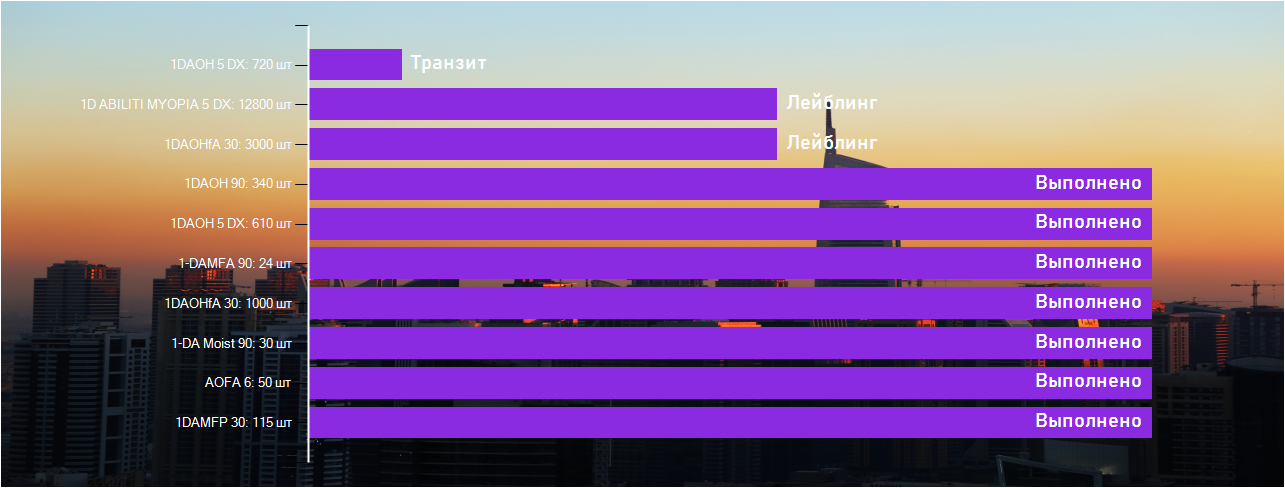 1DAOH 5 DX: 720 шт Транзит
1D ABILITI MYOPIA 5 DX: 12800 шт Лейблинг
1DAOHfA 30: 3000 шт Лейблинг
1DAOH 90: 340 шт Выполнено
1DAOH 5 DX: 610 шт Выполнено
1-DAMFA 90: 24 шт Выполнено
1DAOHfA 30: 1000 шт Выполнено
1-DA Moist 90: 30 шт Выполнено
AOFA 6: 50 шт Выполнено
1DAMFP 30: 115 шт Выполнено